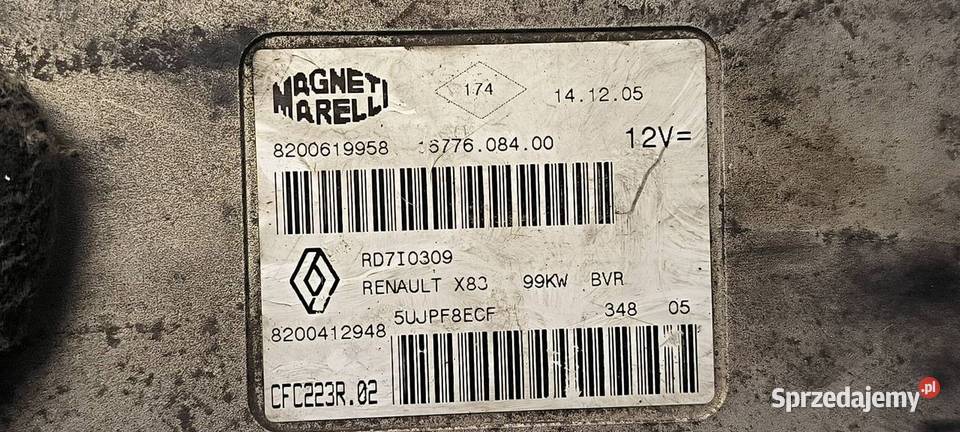 MAGNETI
MARELLI
174
14.12.05
8200619958 16776.084.00 12V=
RD7I0309
RENAULT X83 99KW BVR
5UJPF8ECF 348 05
8200412948
CFC223R.02
Sprzedajemy.pl